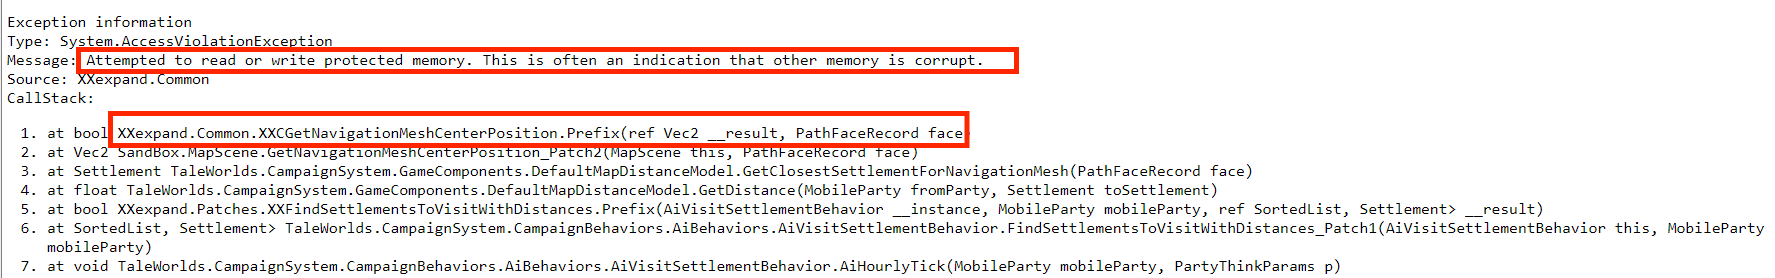 Exception information
Type: System.AccessViolationException
Message: Attempted to read or write protected memory. This is often an indication that other memory is corrupt.
Source: XXexpand.Common
CallStack:
1. at bool XXexpand.Common.XXCGetNavigationMeshCenterPosition.Prefix(ref Vec2 __result, PathFaceRecord face)
2. at Vec2 SandBox.MapScene.GetNavigationMeshCenterPosition_Patch2(MapScene this, PathFaceRecord face)
3. at Settlement TaleWorlds.CampaignSystem.GameComponents.DefaultMapDistanceModel.GetClosestSettlementForNavigationMesh(PathFaceRecord face)
4. at float TaleWorlds.CampaignSystem.GameComponents.DefaultMapDistanceModel.GetDistance(MobileParty fromParty, Settlement toSettlement)
5. at bool XXexpand.Patches.XXFindSettlementsToVisitWithDistances.Prefix(AiVisitSettlementBehavior __instance, MobileParty mobileParty, ref SortedList, Settlement> __result)
6. at SortedList, Settlement> TaleWorlds.CampaignSystem.CampaignBehaviors.AiBehaviors.AiVisitSettlementBehavior.FindSettlementsToVisitWithDistances_Patch1(AiVisitSettlementBehavior this, MobileParty
mobileParty)
7. at void TaleWorlds.CampaignSystem.CampaignBehaviors.AiBehaviors.AiVisitSettlementBehavior.AiHourlyTick(MobileParty mobileParty, PartyThinkParams p)